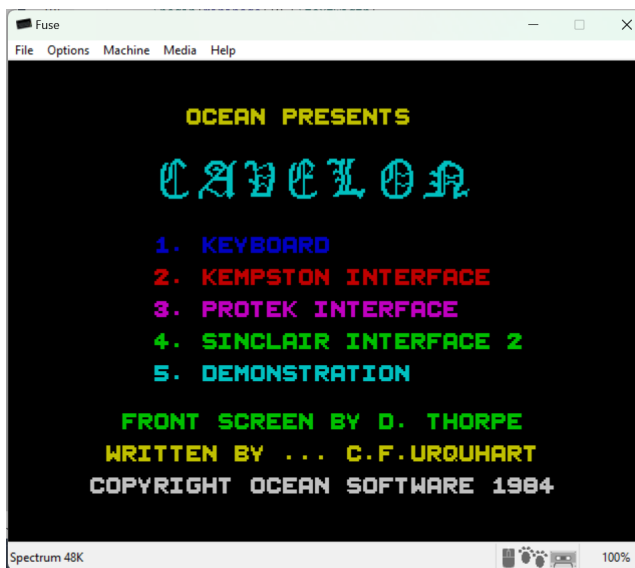 Fuse
File Options Machine Media Help
OCEAN PRESENTS
CAVELON
1. KEYBOARD
2. KEMPSTON INTERFACE
3. PROTEK INTERFACE
4. SINCLAIR INTERFACE 2
5. DEMONSTRATION
FRONT SCREEN BY D. THORPE
WRITTEN BY ... C.F.URQUHART
COPYRIGHT OCEAN SOFTWARE 1984
Spectrum 48K 100%